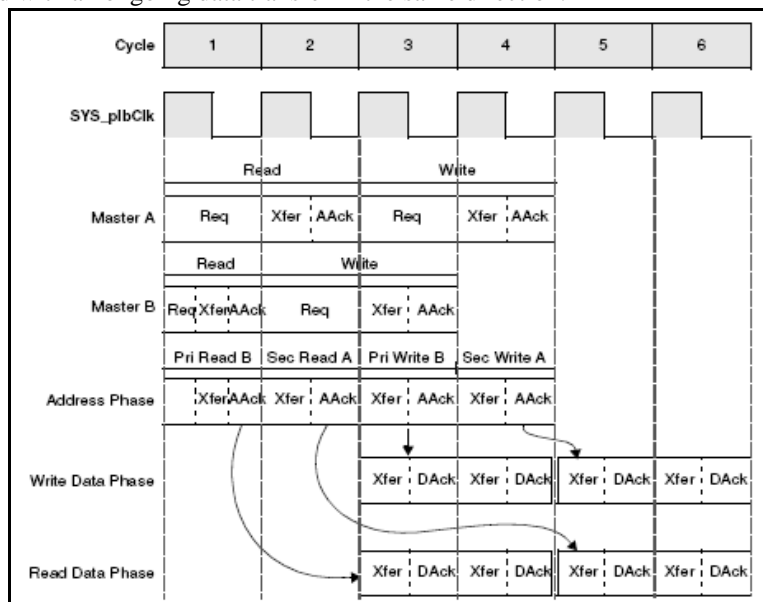 Cycle 1 2 3 4 5 6
SYS_plbClk
Read Write
Master A Req Xfer AAck Req Xfer AAck
Read Write
Master B Req Xfer AAck Req Xfer AAck
Pri Read B Sec Read A Pri Write B Sec Write A
Address Phase Xfer AAck Xfer AAck Xfer AAck Xfer AAck
Write Data Phase Xfer DAck Xfer DAck Xfer DAck Xfer DAck
Read Data Phase Xfer DAck Xfer DAck Xfer DAck Xfer DAck